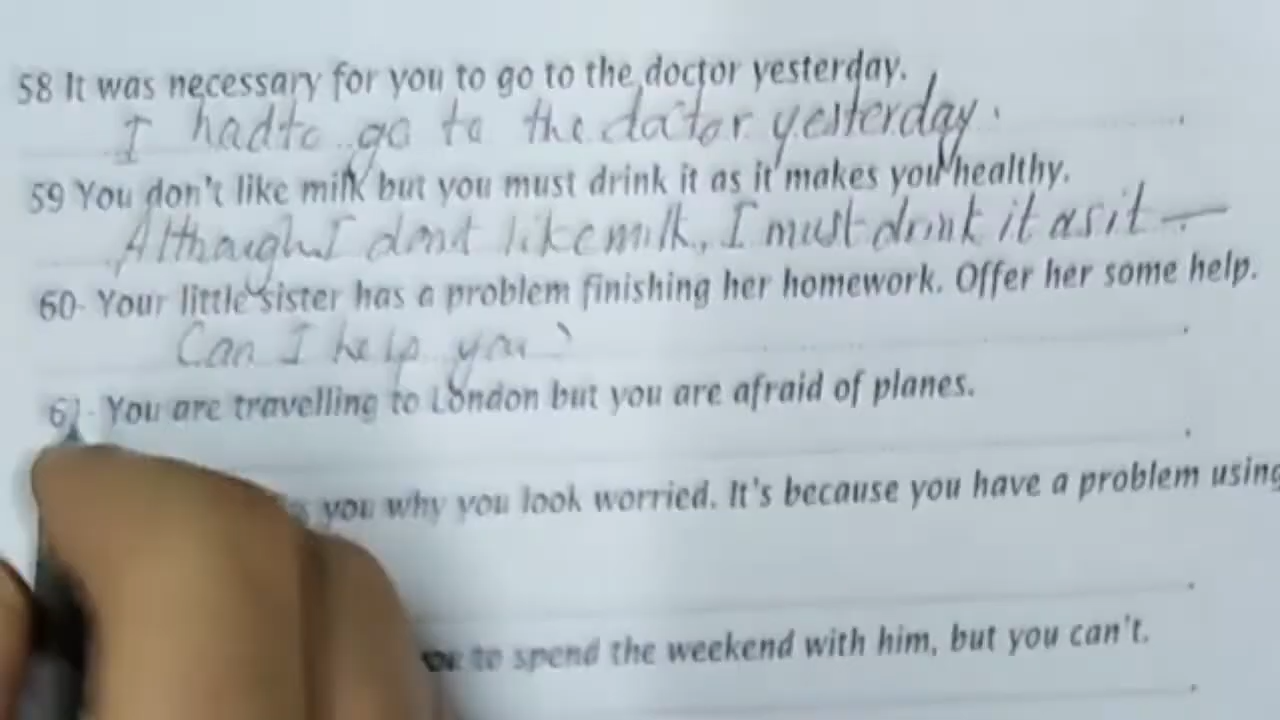 58 It was necessary for you to go to the doctor yesterday.
I had to go to the doctor yesterday.
59 You don't like milk but you must drink it as it makes you healthy.
Although I dont like milk, I must drink it as it —
60- Your little sister has a problem finishing her homework. Offer her some help.
Can I help you?
61- You are travelling to London but you are afraid of planes.
you why you look worried. It's because you have a problem using
to spend the weekend with him, but you can't.